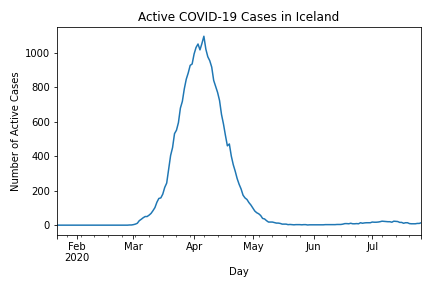 Active COVID-19 Cases in Iceland
Number of Active Cases
1000
800
600
400
200
0
Feb Mar Apr May Jun Jul
2020
Day